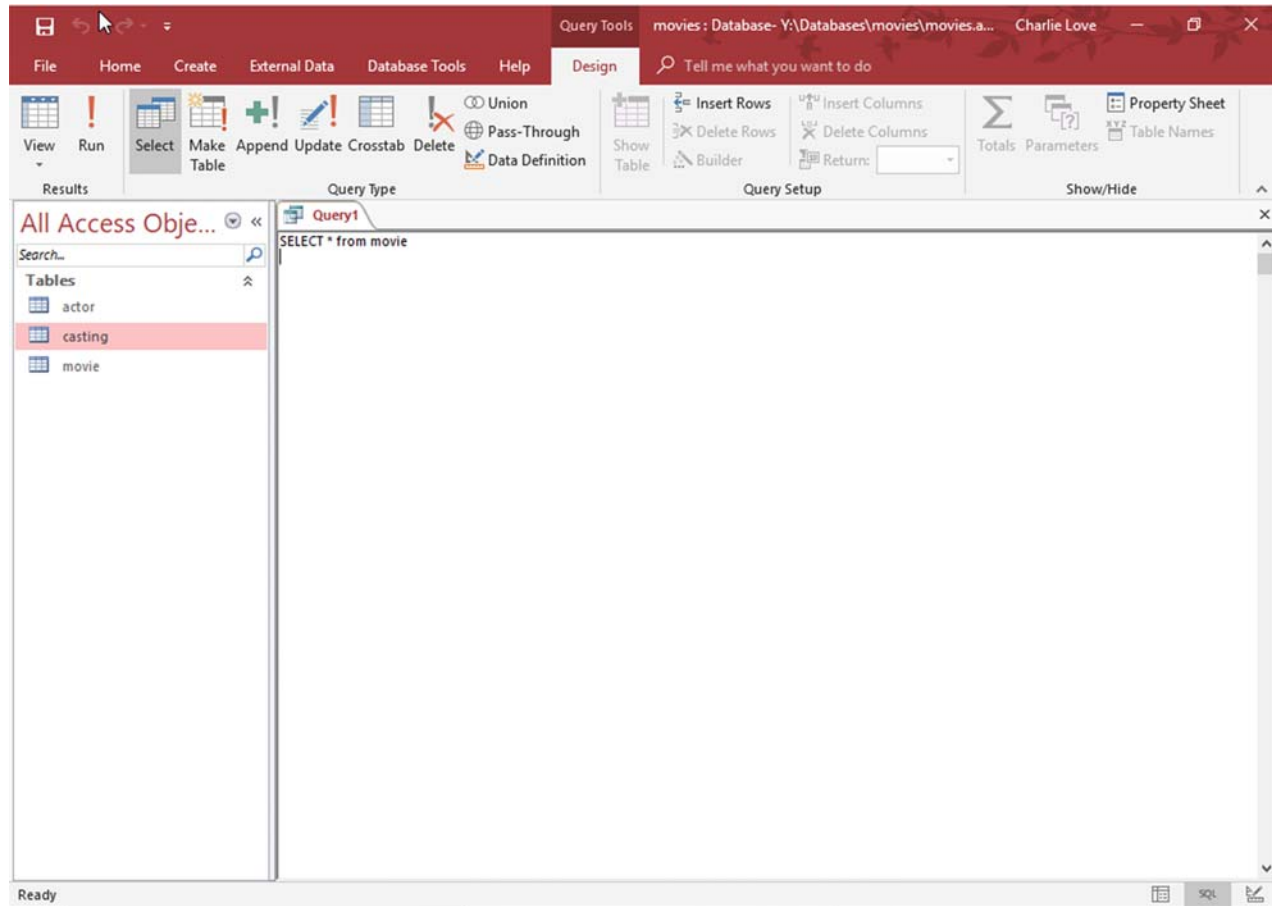 Query Tools movies : Database- Y:\Databases\movies\movies.a... Charlie Love
File Home Create External Data Database Tools Help Design Tell me what you want to do
View Run Select Make Table Append Update Crosstab Delete
Union
Pass-Through
Data Definition
Show Table
Insert Rows
Delete Rows
Builder
Insert Columns
Delete Columns
Return:
Totals Parameters
Property Sheet
Table Names
Results Query Type Query Setup Show/Hide
All Access Obje...
Search...
Tables
actor
casting
movie
Query1
SELECT * from movie
Ready
SQL